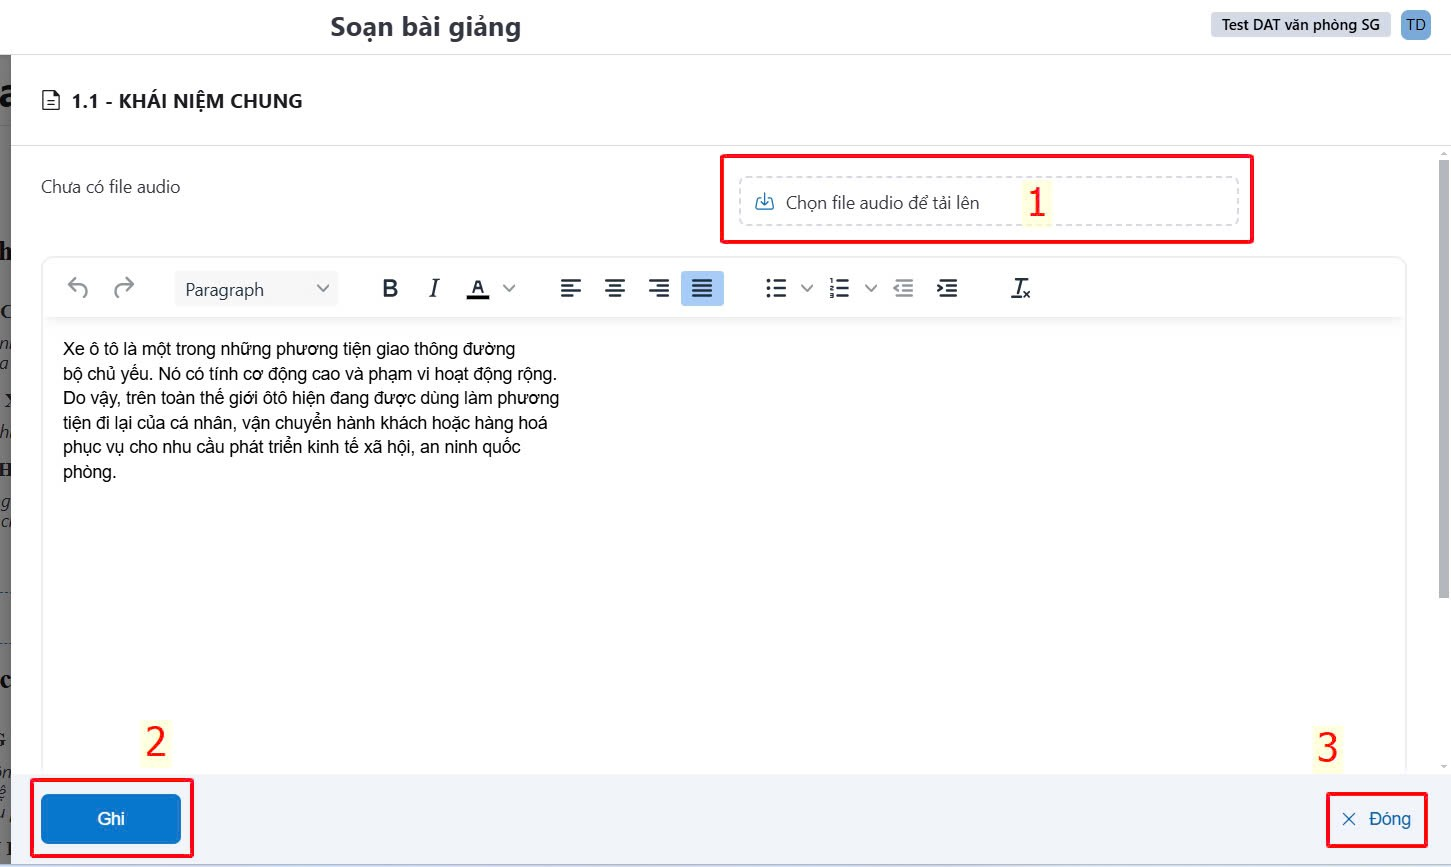 Soạn bài giảng
Test DAT văn phòng SG
TD
1.1 - KHÁI NIỆM CHUNG
Chưa có file audio
Chọn file audio để tải lên
1
Paragraph
B I A
Xe ô tô là một trong những phương tiện giao thông đường
bộ chủ yếu. Nó có tính cơ động cao và phạm vi hoạt động rộng.
Do vậy, trên toàn thế giới ôtô hiện đang được dùng làm phương
tiện đi lại của cá nhân, vận chuyển hành khách hoặc hàng hoá
phục vụ cho nhu cầu phát triển kinh tế xã hội, an ninh quốc
phòng.
2
3
Ghi
Đóng